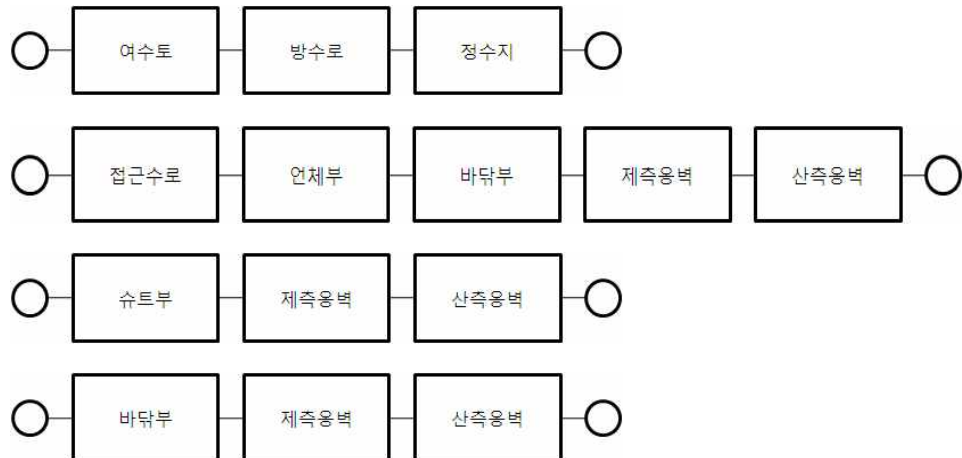 여수토 방수로 정수지
접근수로 언체부 바닦부 제측옹벽 산측옹벽
슈트부 제측옹벽 산측옹벽
바닦부 제측옹벽 산측옹벽